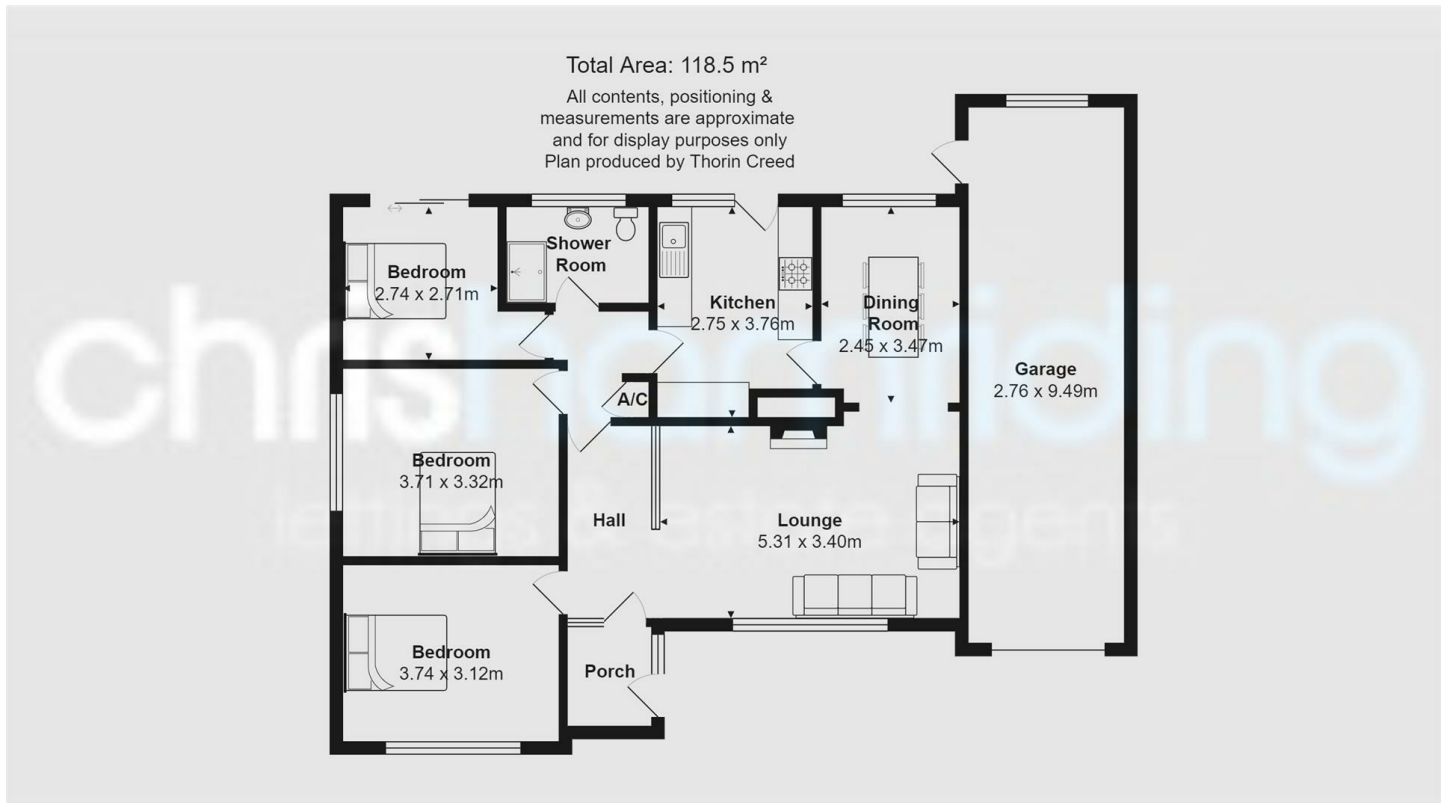 Total Area: 118.5 m²
All contents, positioning &
measurements are approximate
and for display purposes only
Plan produced by Thorin Creed
Shower
Room
Bedroom
2.74 x 2.71m
Kitchen
2.75 x 3.76m
Dining
Room
2.45 x 3.47m
Garage
2.76 x 9.49m
A/C
Bedroom
3.71 x 3.32m
Hall
Lounge
5.31 x 3.40m
Bedroom
3.74 x 3.12m
Porch
chrishamriding
lettings & estate agents